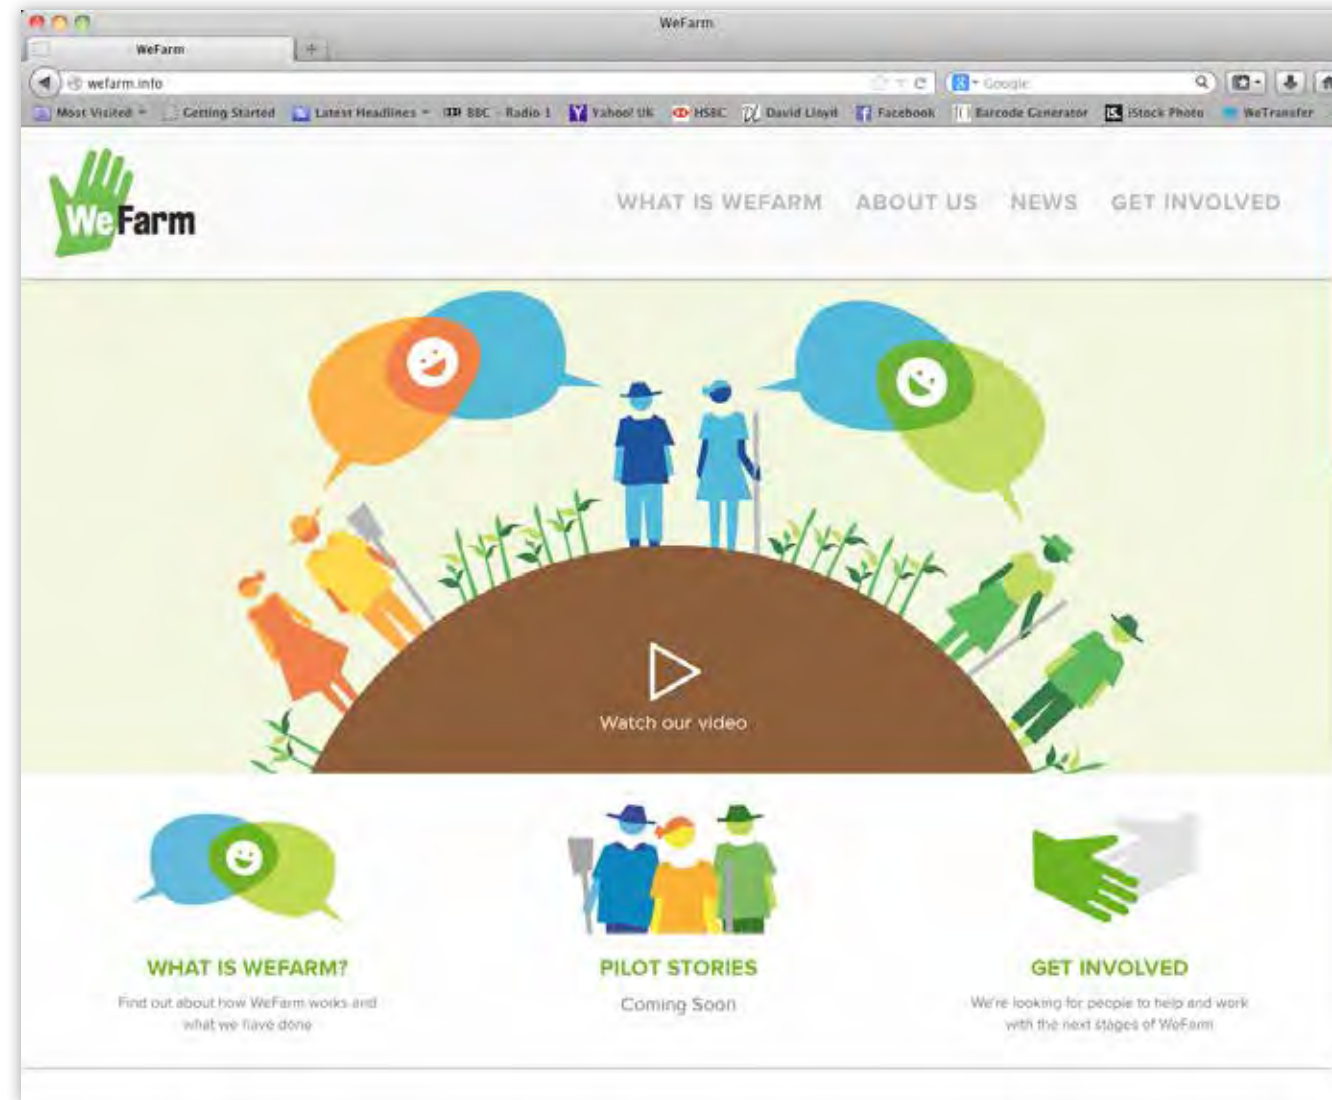 WeFarm
WeFarm
wefarm.info
Google
Most Visited
Getting Started
Latest Headlines
BBC - Radio 1
Yahoo! UK
HSBC
David Lloyd
Facebook
Barcode Generator
iStock Photo
WeTransfer
WeFarm
WHAT IS WEFARM
ABOUT US
NEWS
GET INVOLVED
Watch our video
WHAT IS WEFARM?
Find out about how WeFarm works and
what we have done
PILOT STORIES
Coming Soon
GET INVOLVED
We're looking for people to help and work
with the next stages of WeFarm